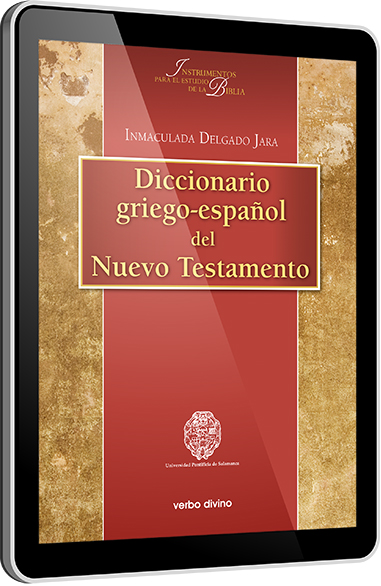 INSTRUMENTOS
PARA EL ESTUDIO
DE LA BIBLIA
INMACULADA DELGADO JARA
Diccionario
griego-español
del
Nuevo Testamento
Universidad Pontificia de Salamanca
verbo divino